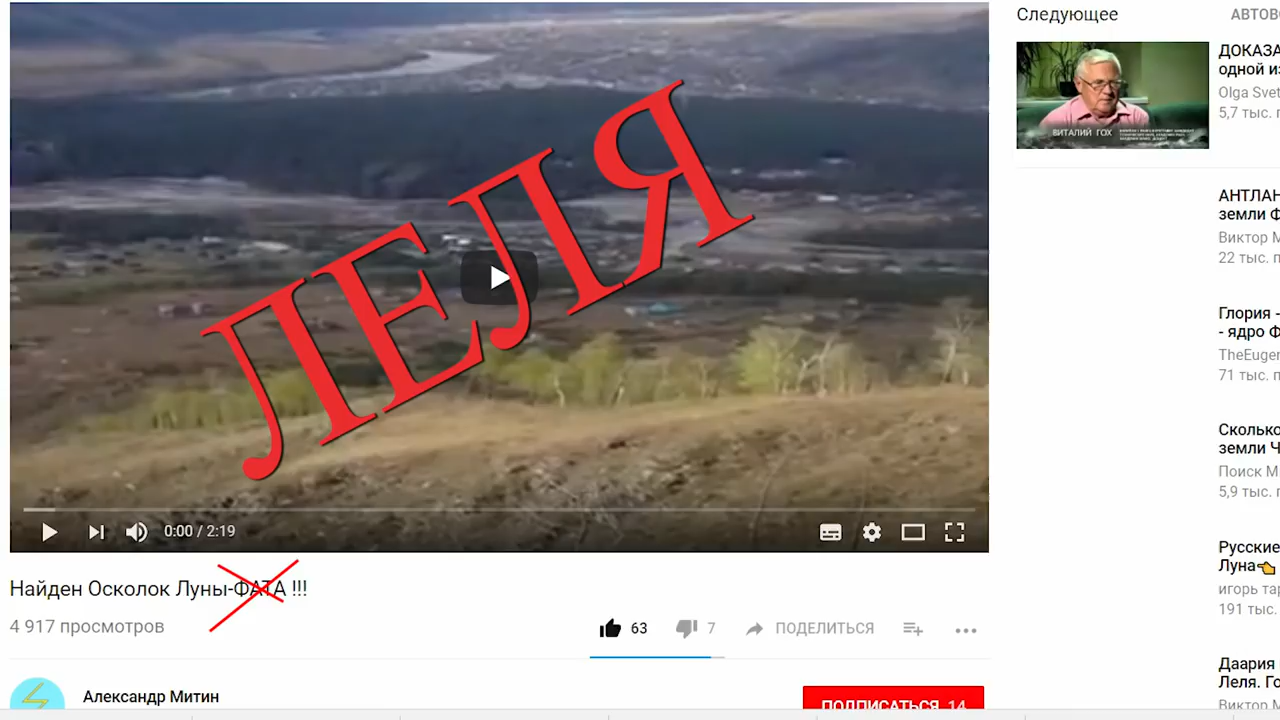 ЛЕЛЯ
0:00 / 2:19
Найден Осколок Луны-ФАТА !!!
4 917 просмотров
63
7
ПОДЕЛИТЬСЯ
Александр Митин
ПОДПИСАТЬСЯ 14
Следующее
АВТОВ
ВИТАЛИЙ ГОХ
ДОКАЗА
одной из
Olga Svet
5,7 тыс. п
АНТЛАН
земли Ф
Виктор М
22 тыс. п
Глория -
- ядро Ф
TheEuger
71 тыс. п
Сколько
земли Ч
Поиск М
5,9 тыс. п
Русские
Луна👈
игорь тар
191 тыс.
Даария
Леля. Го
Виктор М